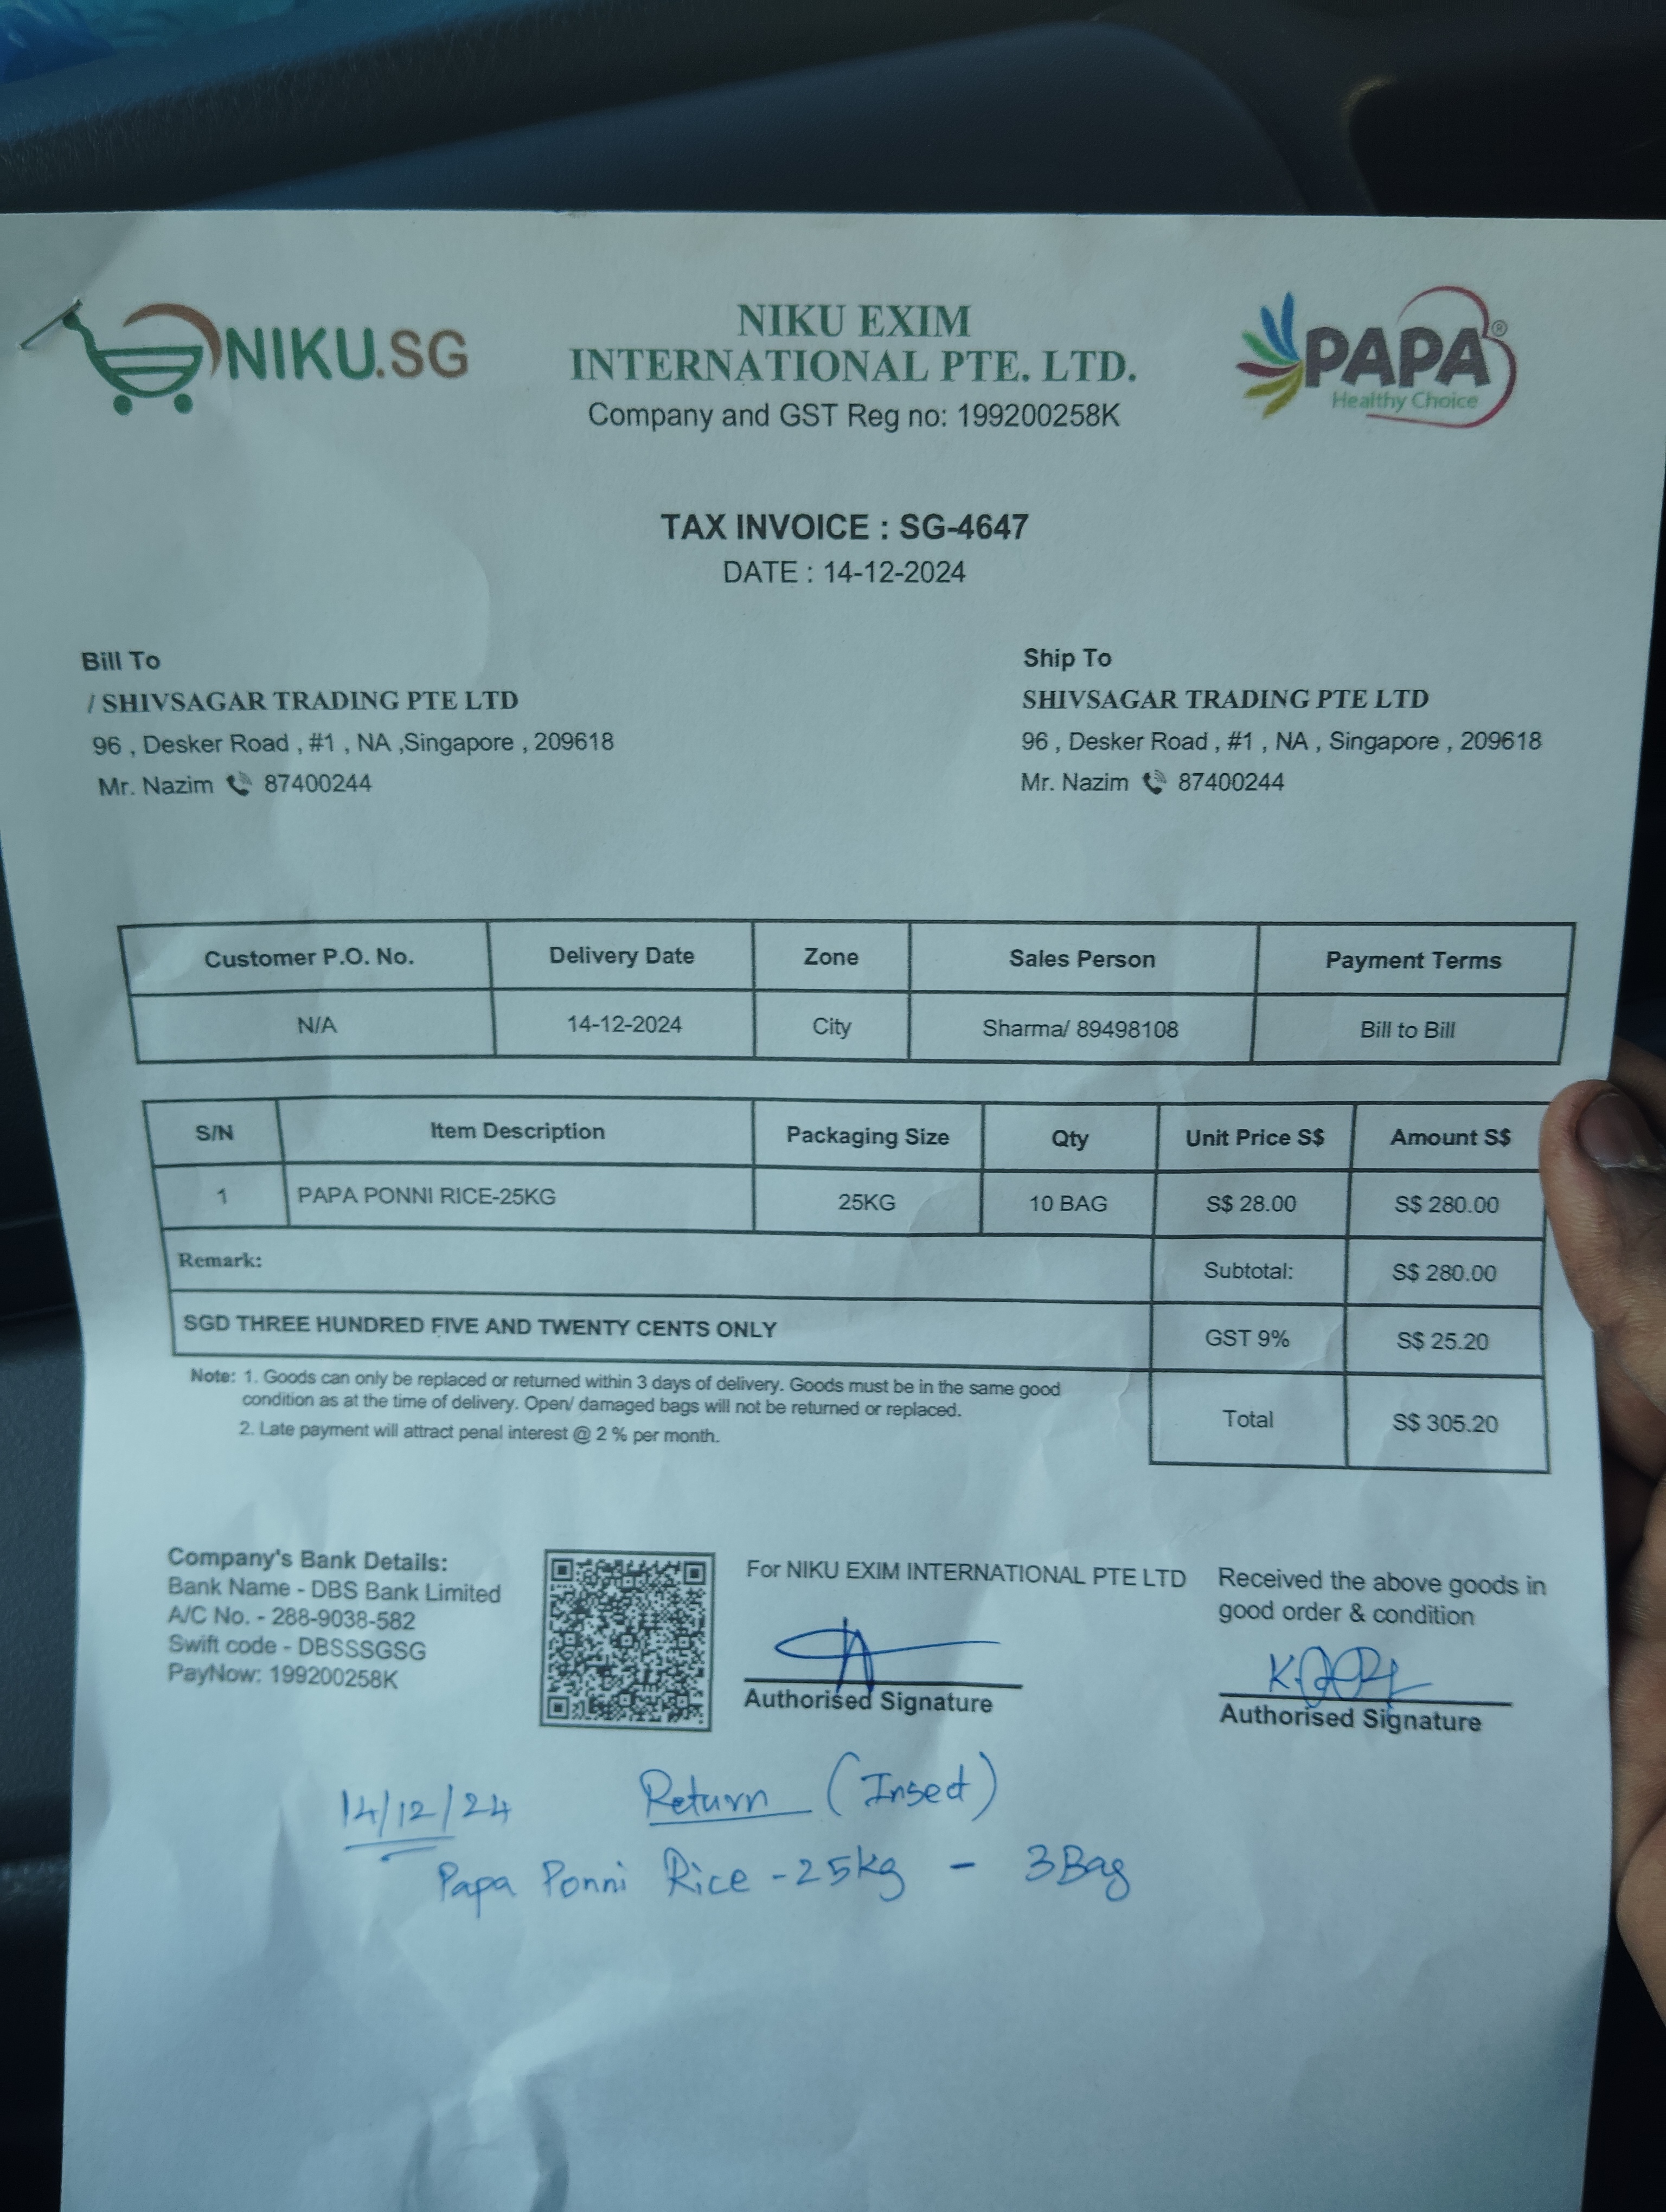 NIKU.SG
NIKU EXIM
INTERNATIONAL PTE. LTD.
Company and GST Reg no: 199200258K
PAPA®
Healthy Choice
TAX INVOICE : SG-4647
DATE : 14-12-2024
Bill To
/ SHIVSAGAR TRADING PTE LTD
96 , Desker Road , #1 , NA ,Singapore , 209618
Mr. Nazim 87400244
Ship To
SHIVSAGAR TRADING PTE LTD
96 , Desker Road , #1 , NA , Singapore , 209618
Mr. Nazim 87400244
Customer P.O. No. Delivery Date Zone Sales Person Payment Terms
N/A 14-12-2024 City Sharma/ 89498108 Bill to Bill
S/N Item Description Packaging Size Qty Unit Price S$ Amount S$
1 PAPA PONNI RICE-25KG 25KG 10 BAG S$ 28.00 S$ 280.00
Remark: Subtotal: S$ 280.00
SGD THREE HUNDRED FIVE AND TWENTY CENTS ONLY GST 9% S$ 25.20
Total S$ 305.20
Note: 1. Goods can only be replaced or returned within 3 days of delivery. Goods must be in the same good
condition as at the time of delivery. Open/ damaged bags will not be returned or replaced.
2. Late payment will attract penal interest @ 2 % per month.
Company's Bank Details:
Bank Name - DBS Bank Limited
A/C No. - 288-9038-582
Swift code - DBSSSGSG
PayNow: 199200258K
For NIKU EXIM INTERNATIONAL PTE LTD
Authorised Signature
Received the above goods in
good order & condition
Authorised Signature
14/12/24 Return (Insect)
Papa Ponni Rice - 25kg - 3Bag